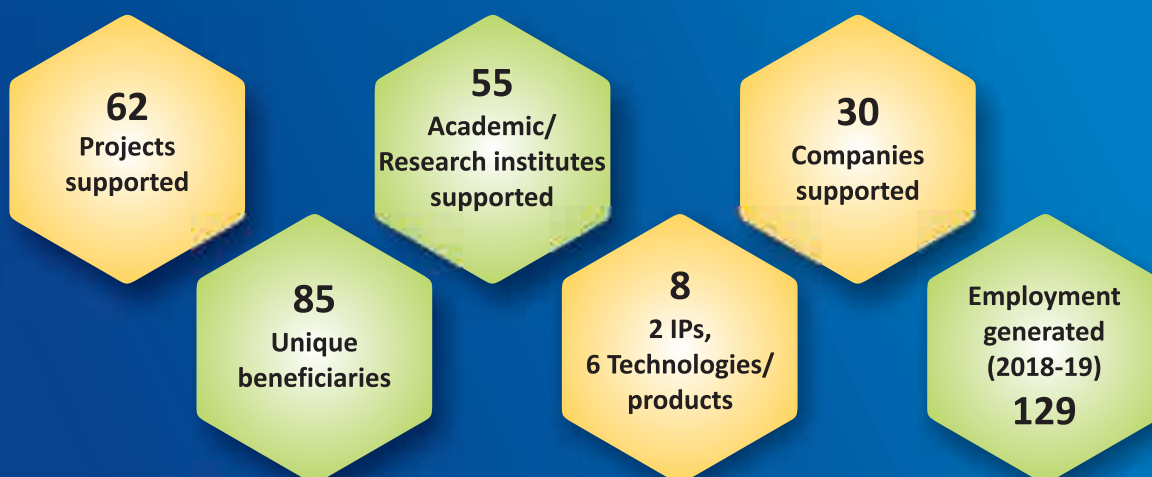 62
Projects
supported
55
Academic/
Research institutes
supported
30
Companies
supported
85
Unique
beneficiaries
8
2 IPs,
6 Technologies/
products
Employment
generated
(2018-19)
129